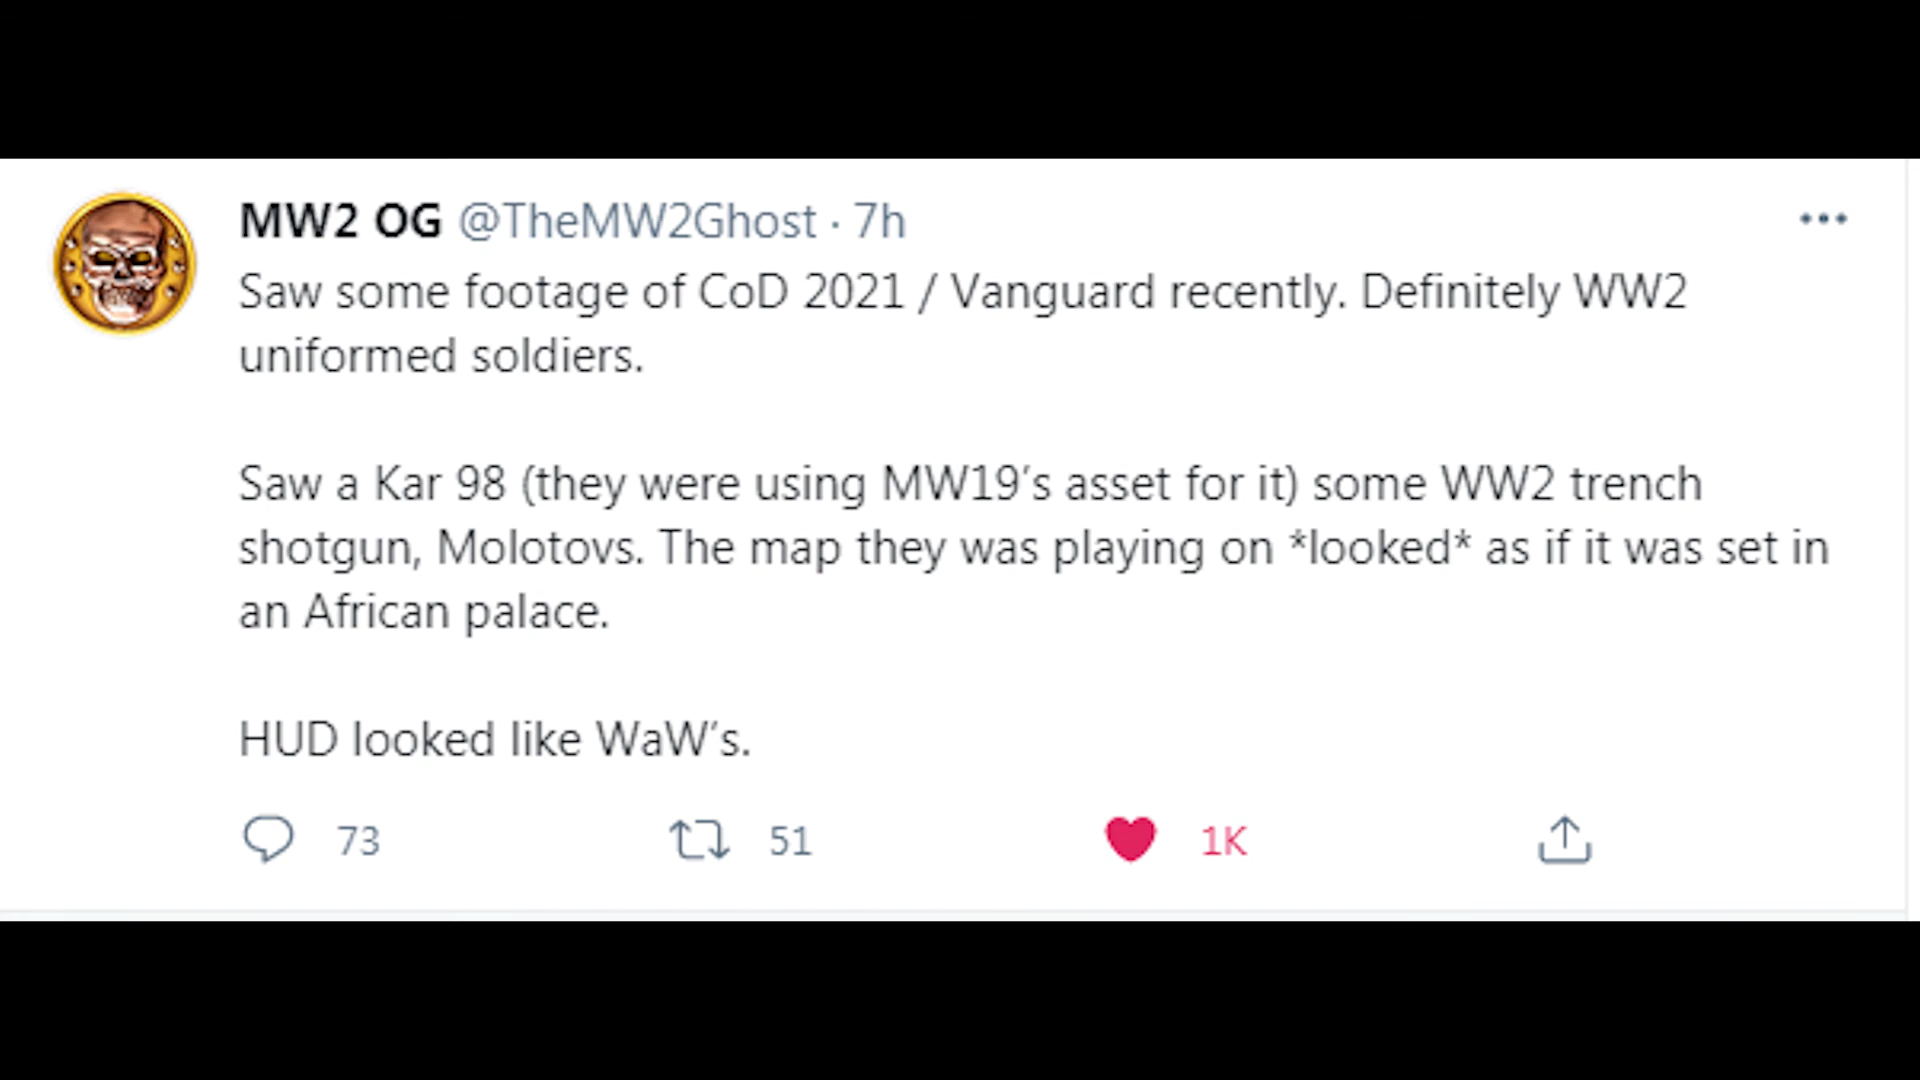 MW2 OG @TheMW2Ghost · 7h
Saw some footage of CoD 2021 / Vanguard recently. Definitely WW2
uniformed soldiers.
Saw a Kar 98 (they were using MW19's asset for it) some WW2 trench
shotgun, Molotovs. The map they was playing on *looked* as if it was set in
an African palace.
HUD looked like WaW's.
73 51 1K